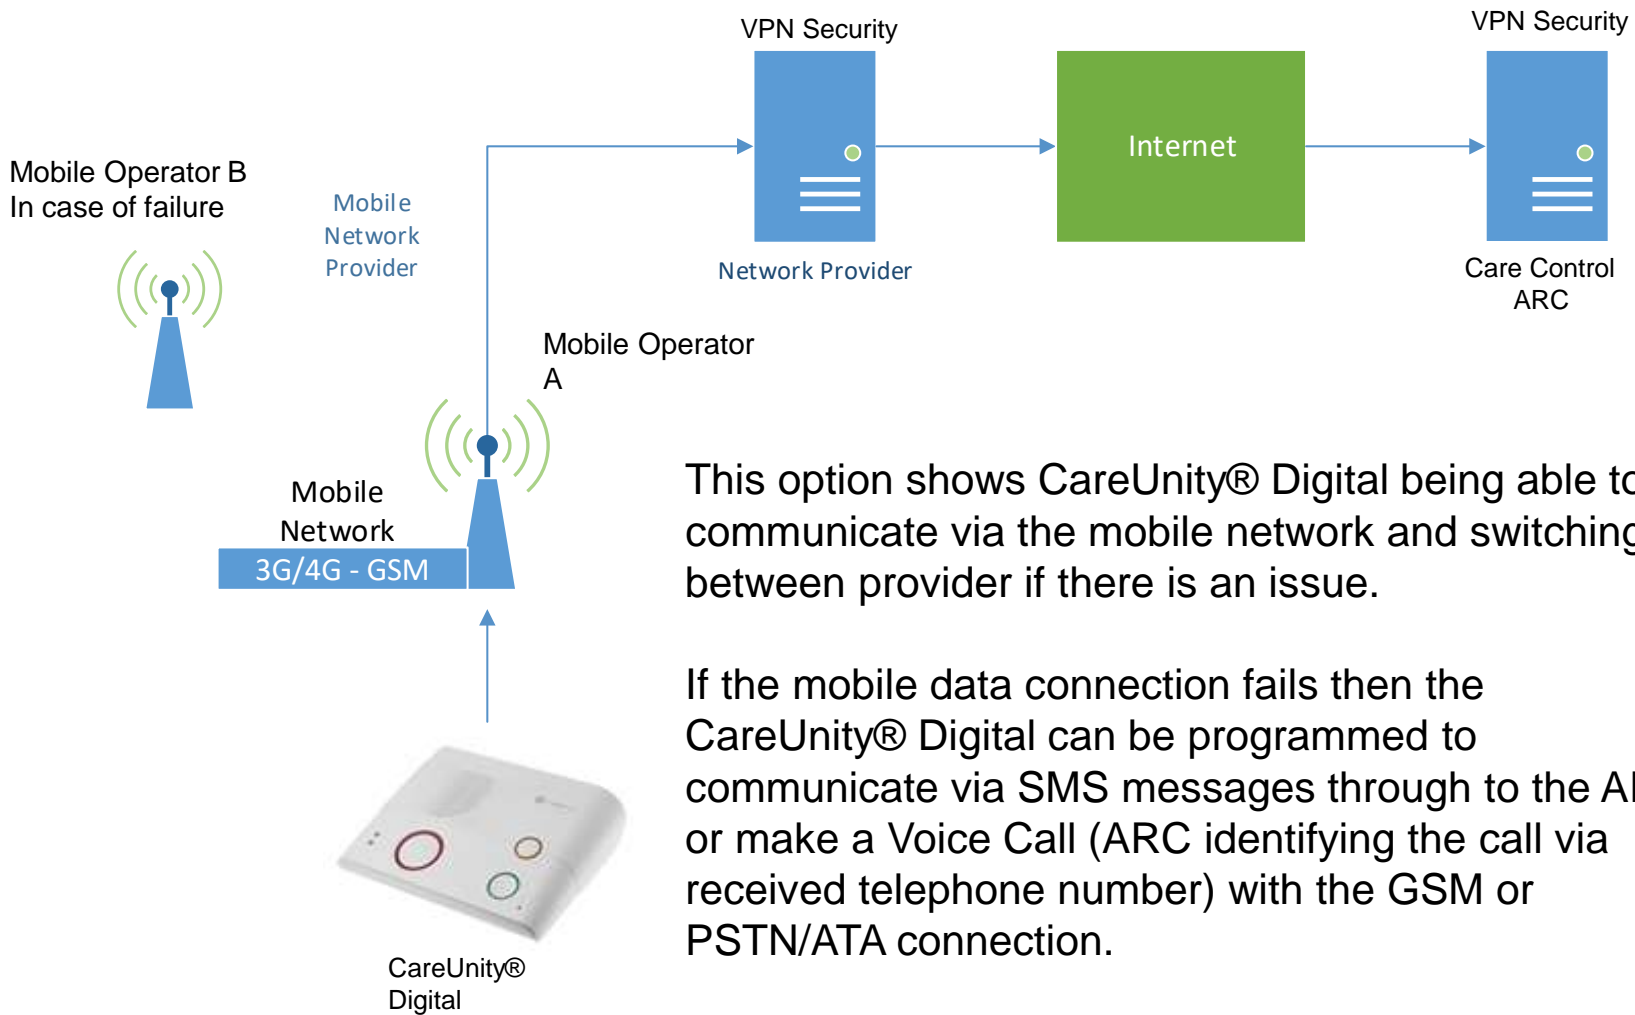 VPN Security
VPN Security
Internet
Mobile Operator B
In case of failure
Mobile
Network
Provider
Network Provider
Care Control
ARC
Mobile Operator
A
Mobile
Network
3G/4G - GSM
This option shows CareUnity® Digital being able to
communicate via the mobile network and switching
between provider if there is an issue.
If the mobile data connection fails then the
CareUnity® Digital can be programmed to
communicate via SMS messages through to the
or make a Voice Call (ARC identifying the call via
received telephone number) with the GSM or
PSTN/ATA connection.
CareUnity®
Digital